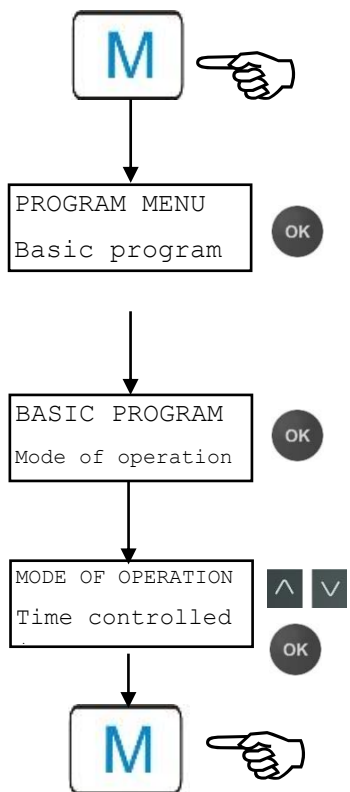 M
PROGRAM MENU
Basic program
OK
BASIC PROGRAM
Mode of operation
OK
MODE OF OPERATION
Time controlled
OK
M